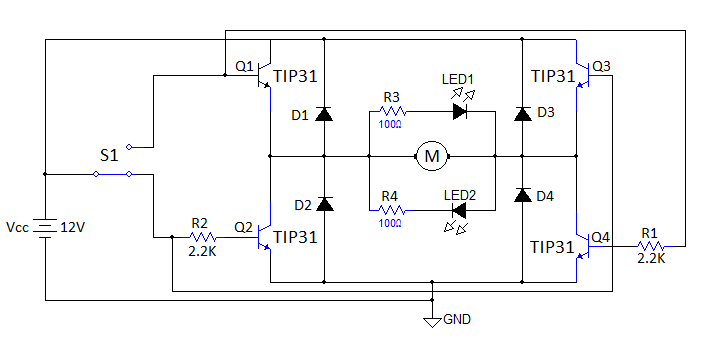 Q1
TIP31
LED1
Q3
TIP31
R3
100Ω
D1
D3
S1
M
R4
100Ω
LED2
D2
D4
Vcc
12V
R2
2.2K
Q2
TIP31
Q4
TIP31
R1
2.2K
GND